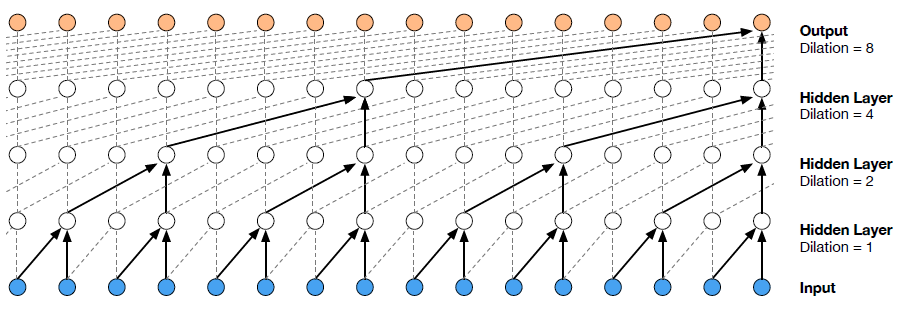 Output
Dilation = 8
Hidden Layer
Dilation = 4
Hidden Layer
Dilation = 2
Hidden Layer
Dilation = 1
Input